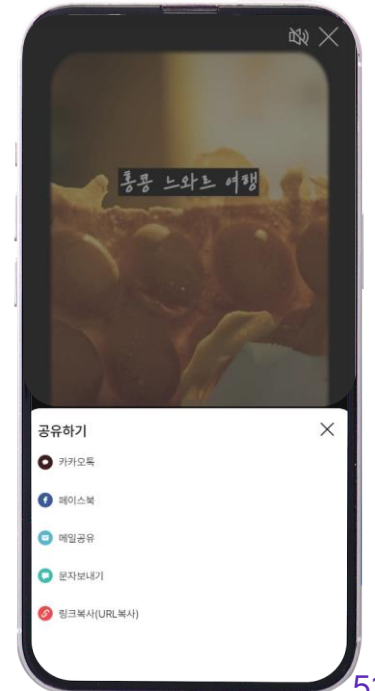 홍콩 느와르 여행
공유하기
카카오톡
페이스북
메일공유
문자보내기
링크복사(URL복사)